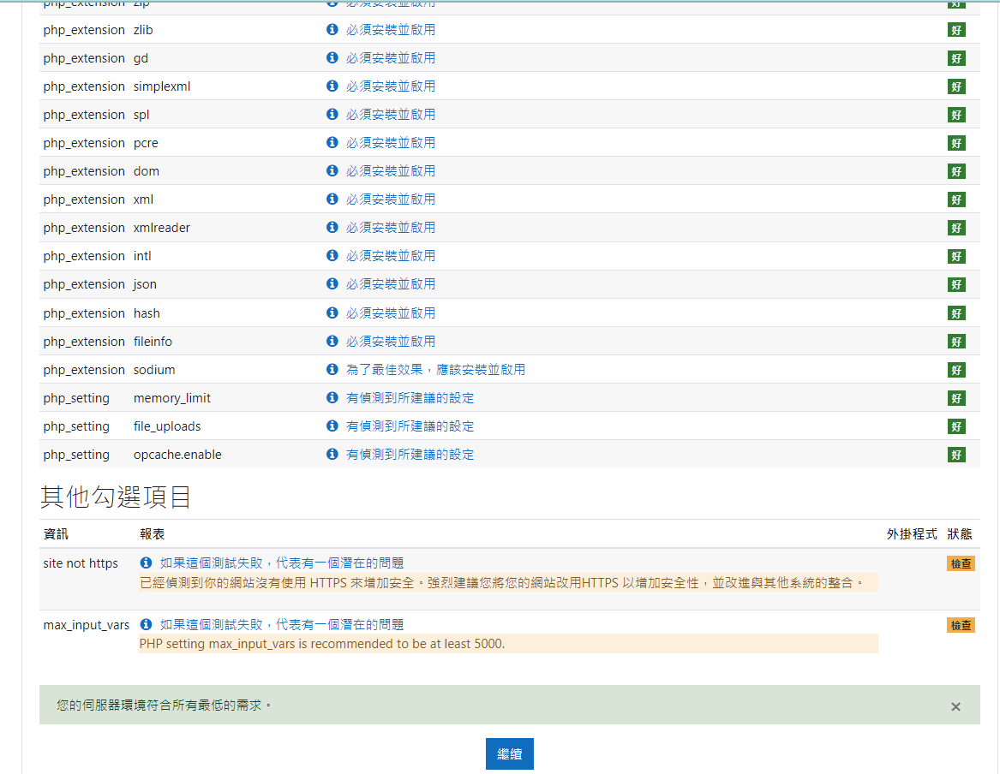 php_extension zip 必須安裝並啟用 好
php_extension zlib 必須安裝並啟用 好
php_extension gd 必須安裝並啟用 好
php_extension simplexml 必須安裝並啟用 好
php_extension spl 必須安裝並啟用 好
php_extension pcre 必須安裝並啟用 好
php_extension dom 必須安裝並啟用 好
php_extension xml 必須安裝並啟用 好
php_extension xmlreader 必須安裝並啟用 好
php_extension intl 必須安裝並啟用 好
php_extension json 必須安裝並啟用 好
php_extension hash 必須安裝並啟用 好
php_extension fileinfo 必須安裝並啟用 好
php_extension sodium 為了最佳效果，應該安裝並啟用 好
php_setting memory_limit 有偵測到所建議的設定 好
php_setting file_uploads 有偵測到所建議的設定 好
php_setting opcache.enable 有偵測到所建議的設定 好
其他勾選項目
資訊 報表 外掛程式 狀態
site not https 如果這個測試失敗，代表有一個潛在的問題 檢查
已經偵測到你的網站沒有使用 HTTPS 來增加安全。強烈建議您將您的網站改用HTTPS 以增加安全性，並改進與其他系統的整合。
max_input_vars 如果這個測試失敗，代表有一個潛在的問題 檢查
PHP setting max_input_vars is recommended to be at least 5000.
您的伺服器環境符合所有最低的需求。 ×
繼續